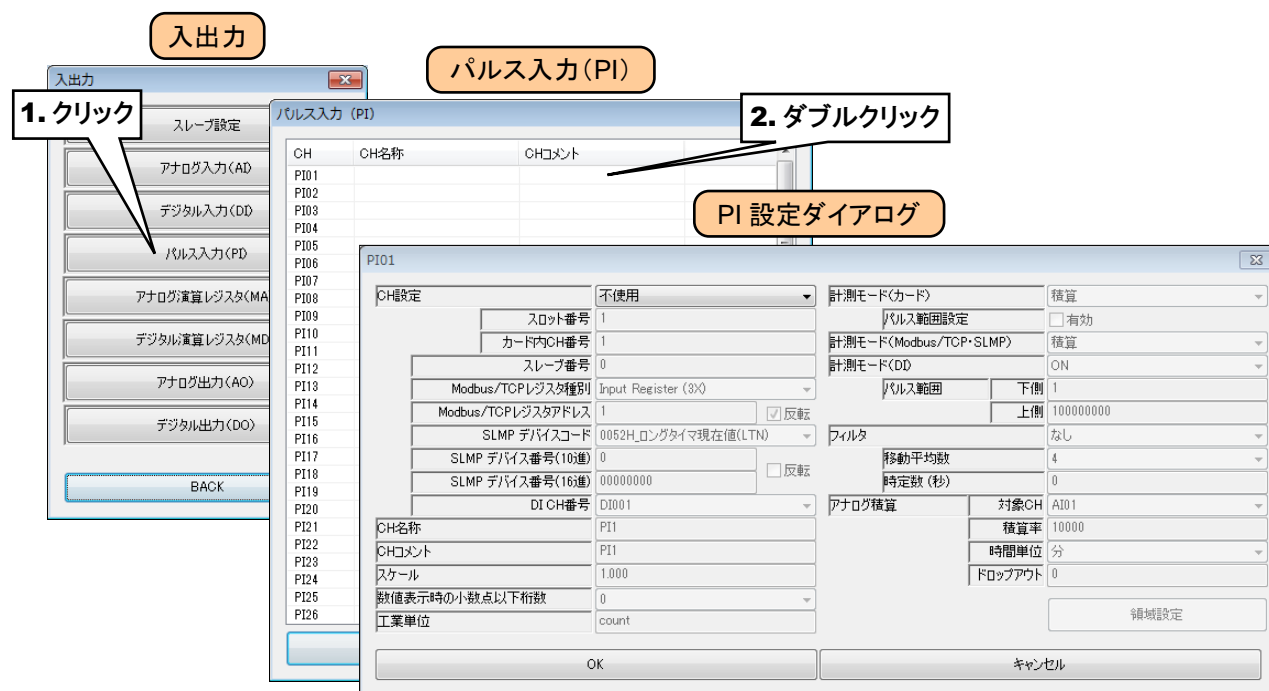 入出力
パルス入力（PI）
入出力
1. クリック
スレーブ設定
アナログ入力(AI)
デジタル入力(DI)
パルス入力(PI)
アナログ演算レジスタ(MA
デジタル演算レジスタ(MD
アナログ出力(AO)
デジタル出力(DO)
BACK
パルス入力 (PI)
2. ダブルクリック
CH CH名称 CHコメント
PI01
PI02
PI03
PI04
PI05
PI06
PI07
PI08
PI09
PI10
PI11
PI12
PI13
PI14
PI15
PI16
PI17
PI18
PI19
PI20
PI21
PI22
PI23
PI24
PI25
PI26
PI 設定ダイアログ
PI01
CH設定 不使用
スロット番号 1
カード内CH番号 1
スレーブ番号 0
Modbus/TCPレジスタ種別 Input Register (3X)
Modbus/TCPレジスタアドレス 1 反転
SLMP デバイスコード 0052H_ロングタイマ現在値(LTN)
SLMP デバイス番号(10進) 0
反転
SLMP デバイス番号(16進) 00000000
DI CH番号 DI001
CH名称 PI1
CHコメント PI1
スケール 1.000
数値表示時の小数点以下桁数 0
工業単位 count
計測モード(カード) 積算
パルス範囲設定 有効
計測モード(Modbus/TCP・SLMP) 積算
計測モード(DI) ON
パルス範囲 下側 1
上側 100000000
フィルタ なし
移動平均数 4
時定数 (秒) 0
アナログ積算 対象CH AI01
積算率 10000
時間単位 分
ドロップアウト 0
領域設定
OK
キャンセル